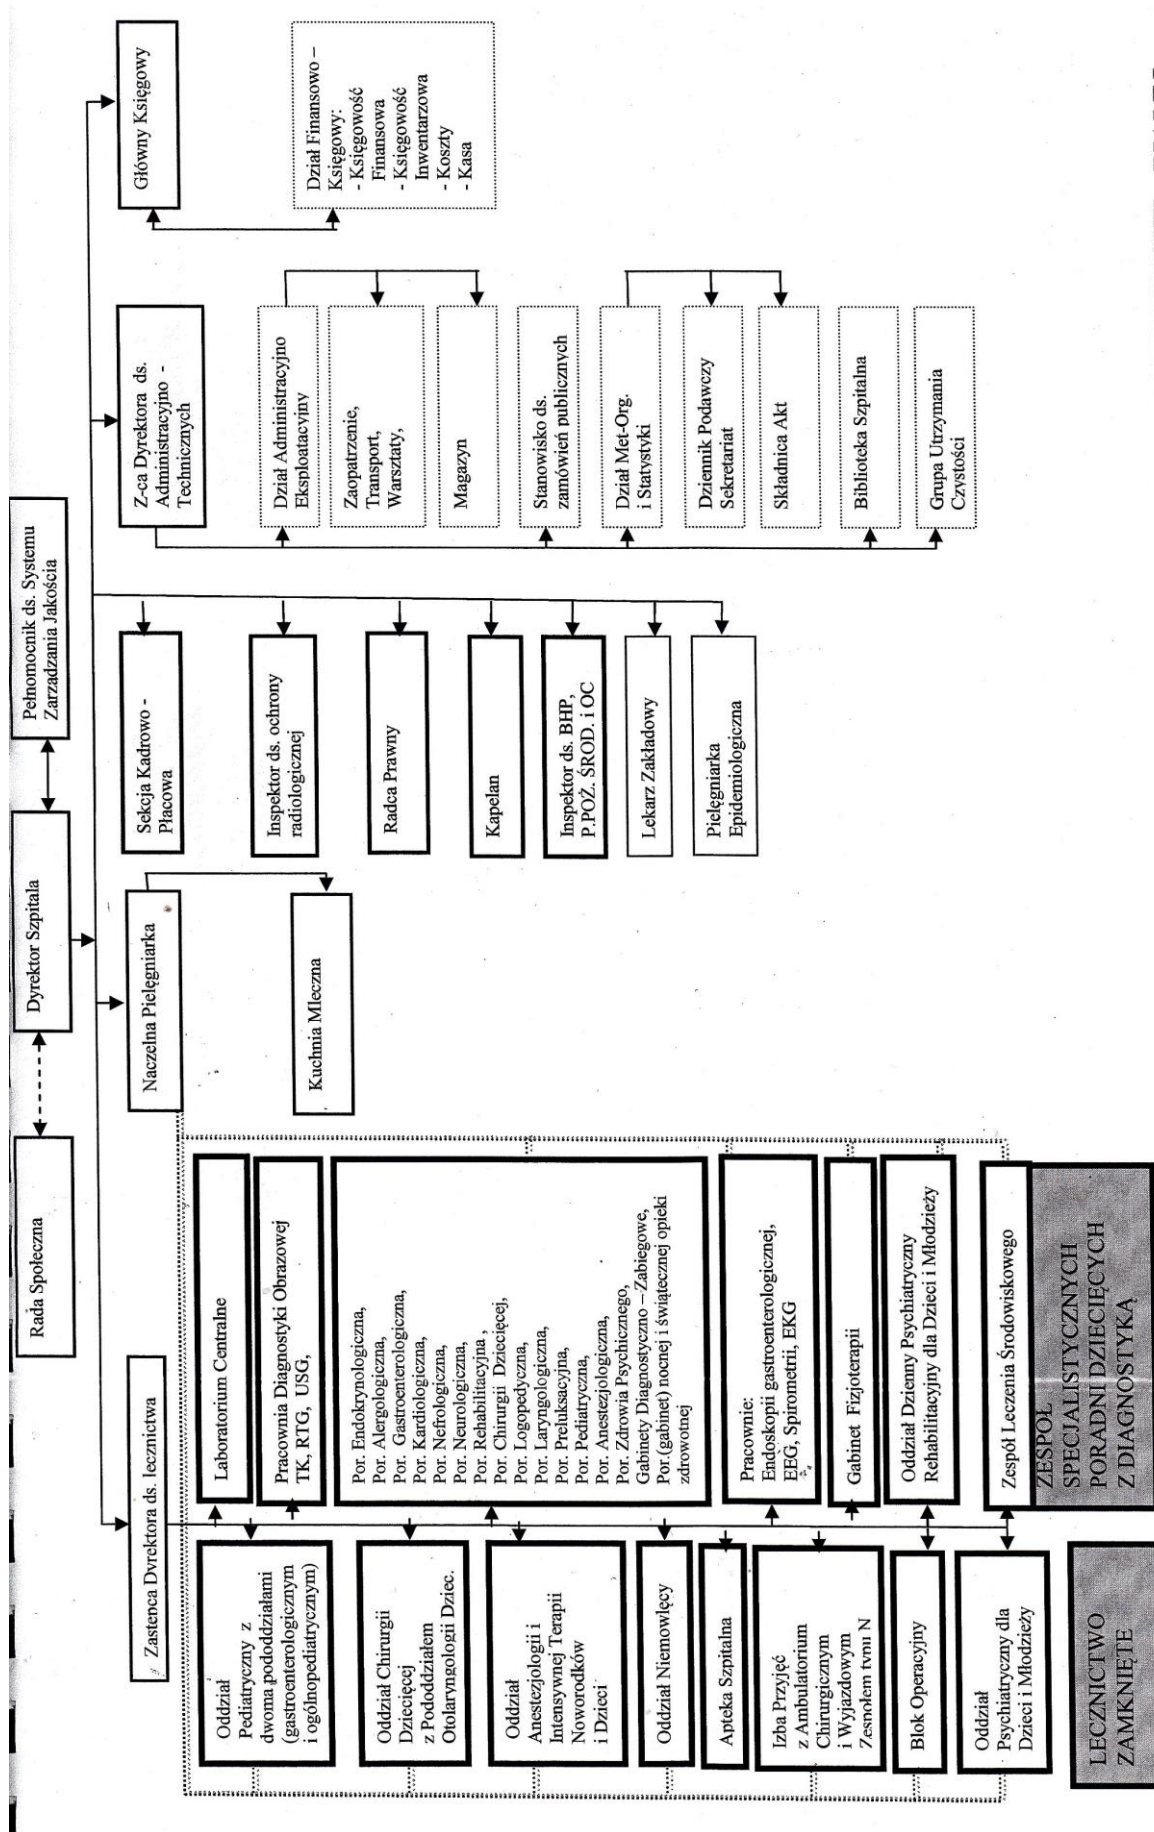 Rada Społeczna
Dyrektor Szpitala
Pełnomocnik ds. Systemu
Zarzadzania Jakościa
Zastepca Dvrektora ds. lecznictwa
Naczelna Pielęgniarka
Kuchnia Mleczna
Sekcja Kadrowo -
Płacowa
Inspektor ds. ochrony
radiologicznej
Radca Prawny
Kapelan
Inspektor ds. BHP,
P.POŻ. ŚROD. i OC
Lekarz Zakładowy
Pielęgniarka
Epidemiologiczna
Z-ca Dyrektora ds.
Administracyjno -
Technicznych
Dział Administracyjno
Eksploatacyjny
Zaopatrzenie,
Transport,
Warsztaty,
Magazyn
Stanowisko ds.
zamówień publicznych
Dział Met-Org.
i Statystyki
Dziennik Podawczy
Sekretariat
Składnica Akt
Biblioteka Szpitalna
Grupa Utrzymania
Czystości
Główny Księgowy
Dział Finansowo –
Księgowy:
- Księgowość
Finansowa
- Księgowość
Inwentarzowa
- Koszty
- Kasa
Oddział
Pediatryczny z
dwoma pododdziałami
(gastroenterologicznym
i ogólnopediatrycznym)
Oddział Chirurgii
Dziecięcej
z Pododdziałem
Otolaryngologii Dziec.
Oddział
Anestezjologii i
Intensywnej Terapii
Noworodków
i Dzieci
Oddział Niemowlęcy
Apteka Szpitalna
Izba Przyjęć
z Ambulatorium
Chirurgicznym
i Wyjazdowym
Zesnołem tvnu N
Blok Operacyjny
Oddział
Psychiatryczny dla
Dzieci i Młodzieży
LECZNICTWO
ZAMKNIĘTE
Laboratorium Centralne
Pracownia Diagnostyki Obrazowej
TK, RTG, USG,
Por. Endokrynologiczna,
Por. Alergologiczna,
Por. Gastroenterologiczna,
Por. Kardiologiczna,
Por. Nefrologiczna,
Por. Neurologiczna,
Por. Rehabilitacyjna ,
Por. Chirurgii Dziecięcej,
Por. Logopedyczna,
Por. Laryngologiczna,
Por. Preluksacyjna,
Por. Pediatryczna,
Por. Anestezjologiczna,
Por. Zdrowia Psychicznego,
Gabinety Diagnostyczno – Zabiegowe,
Por.(gabinet) nocnej i świątecznej opieki
zdrowotnej
Pracownie:
Endoskopii gastroenterologicznej,
EEG, Spirometrii, EKG
Gabinet Fizjoterapii
Oddział Dzienny Psychiatryczny
Rehabilitacyjny dla Dzieci i Młodzieży
Zespół Leczenia Środowiskowego
ZESPÓŁ
SPECJALISTYCZNYCH
PORADNI DZIECIĘCYCH
Z DIAGNOSTYKĄ